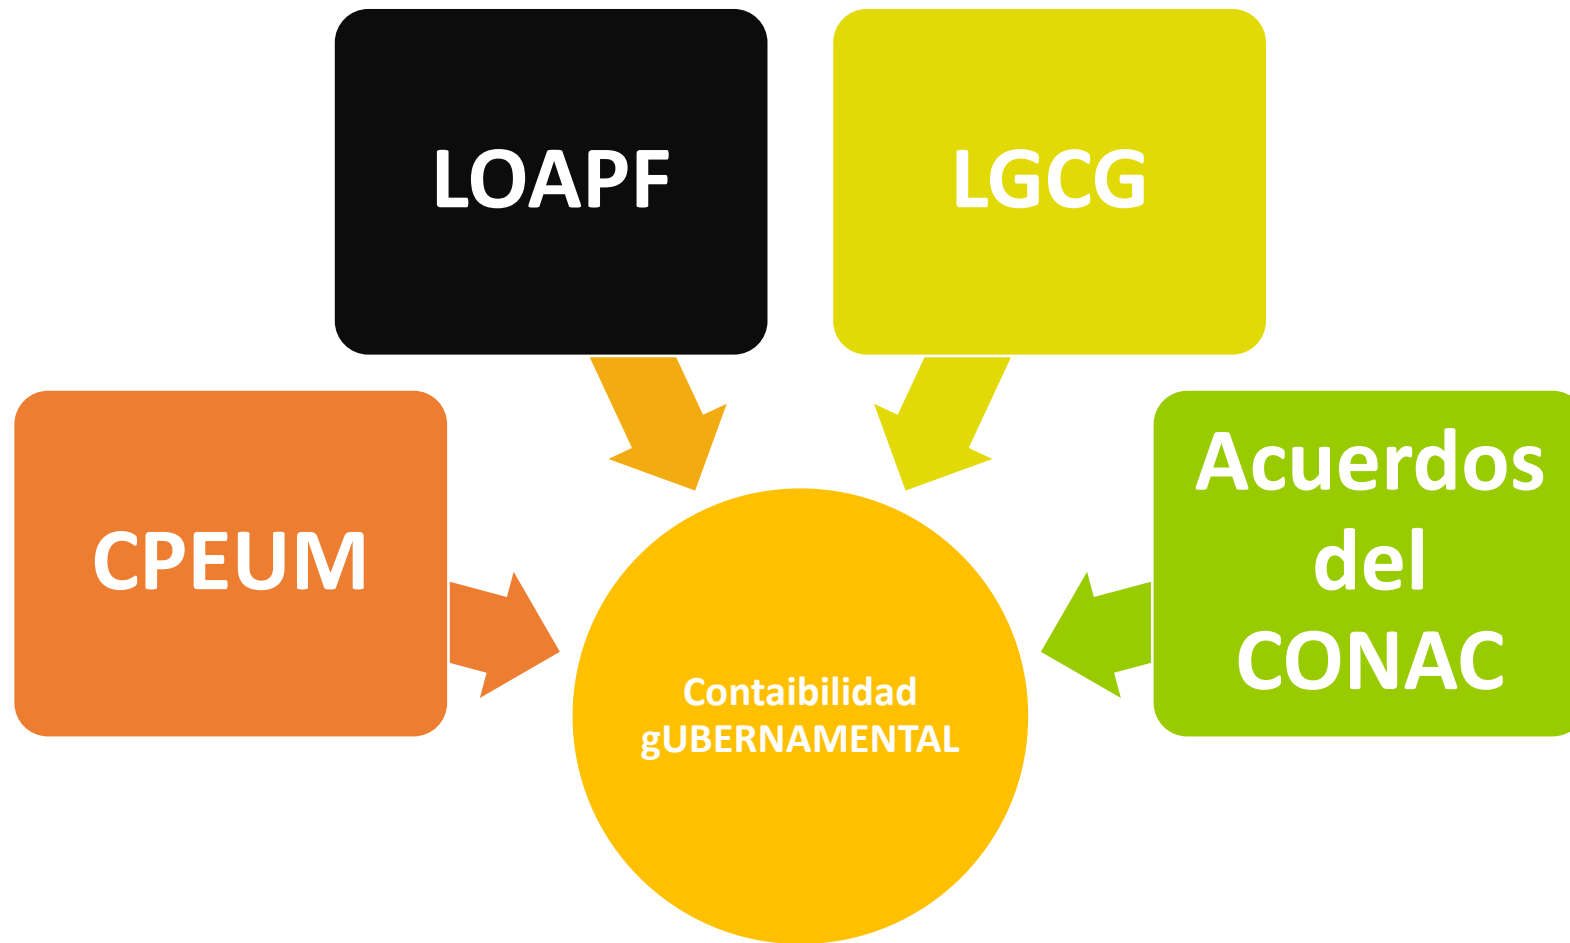 LOAPF
LGCG
CPEUM
Acuerdos
del
CONAC
Contaibilidad
gUBERNAMENTAL